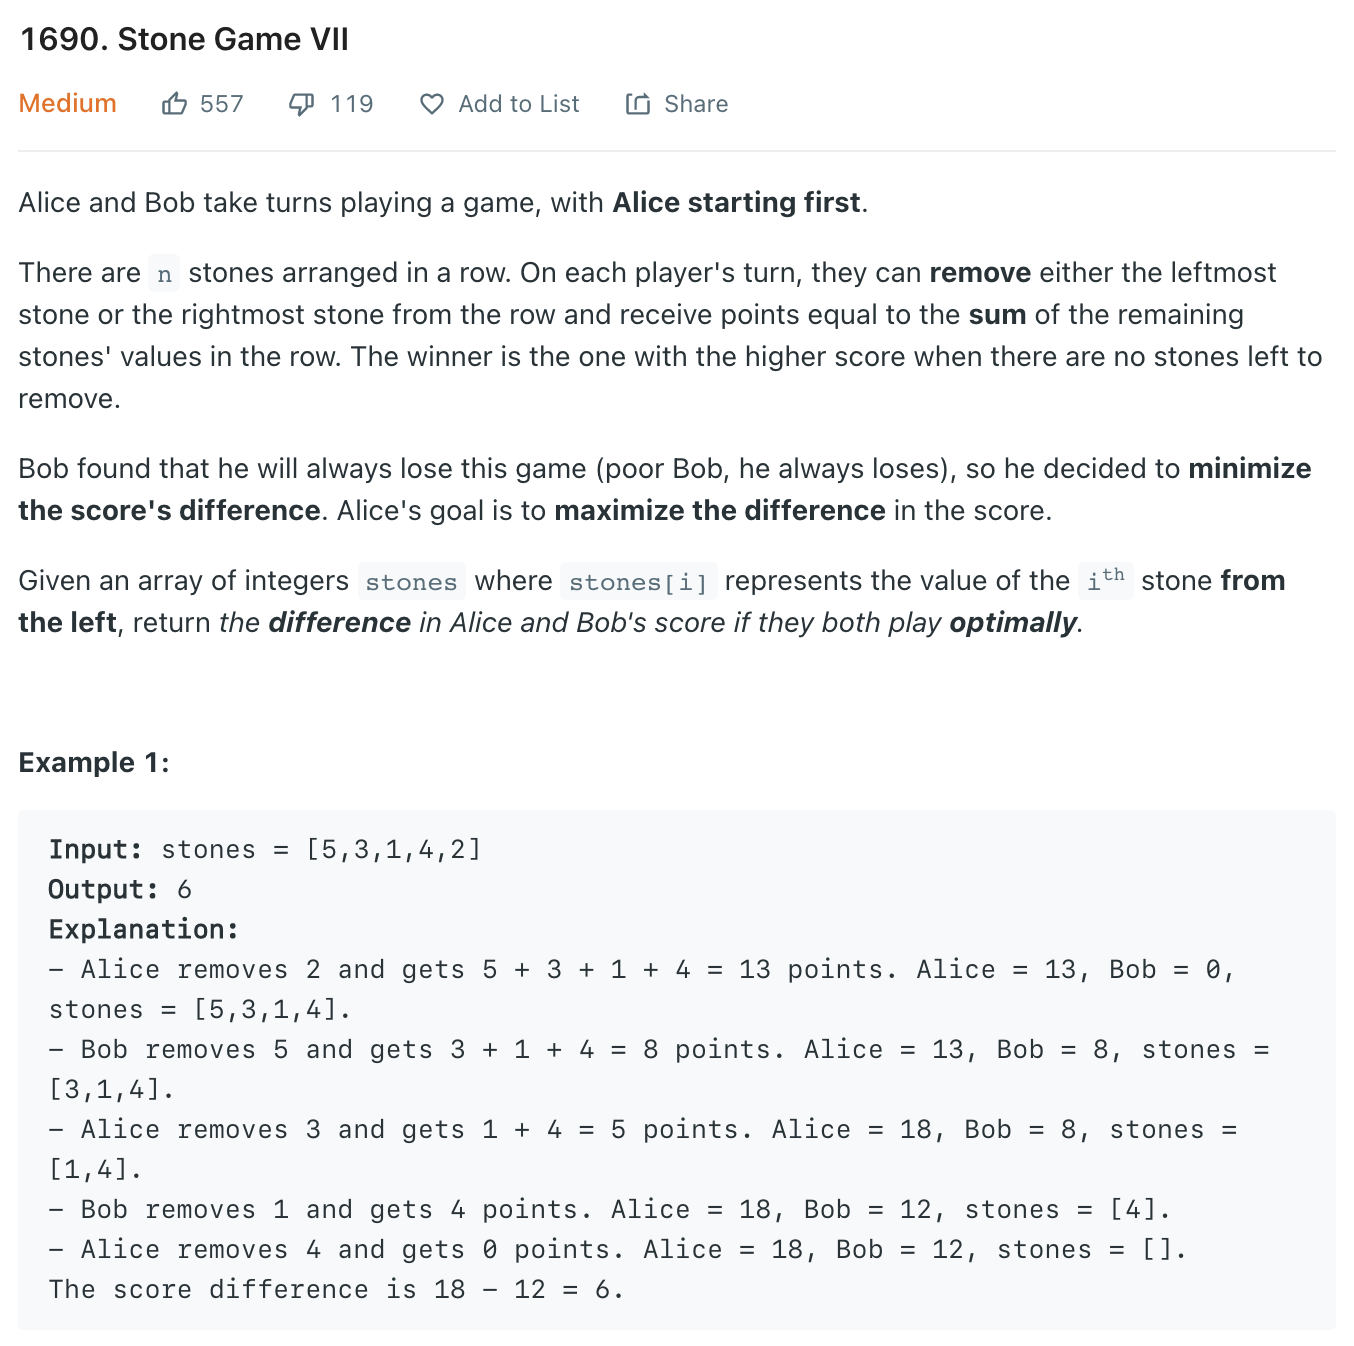 1690. Stone Game VII
Medium 557 119 Add to List Share
Alice and Bob take turns playing a game, with Alice starting first.
There are n stones arranged in a row. On each player's turn, they can remove either the leftmost
stone or the rightmost stone from the row and receive points equal to the sum of the remaining
stones' values in the row. The winner is the one with the higher score when there are no stones left to
remove.
Bob found that he will always lose this game (poor Bob, he always loses), so he decided to minimize
the score's difference. Alice's goal is to maximize the difference in the score.
Given an array of integers stones where stones[i] represents the value of the ith stone from
the left, return the difference in Alice and Bob's score if they both play optimally.
Example 1:
Input: stones = [5,3,1,4,2]
Output: 6
Explanation:
– Alice removes 2 and gets 5 + 3 + 1 + 4 = 13 points. Alice = 13, Bob = 0,
stones = [5,3,1,4].
– Bob removes 5 and gets 3 + 1 + 4 = 8 points. Alice = 13, Bob = 8, stones =
[3,1,4].
– Alice removes 3 and gets 1 + 4 = 5 points. Alice = 18, Bob = 8, stones =
[1,4].
– Bob removes 1 and gets 4 points. Alice = 18, Bob = 12, stones = [4].
– Alice removes 4 and gets 0 points. Alice = 18, Bob = 12, stones = [].
The score difference is 18 – 12 = 6.